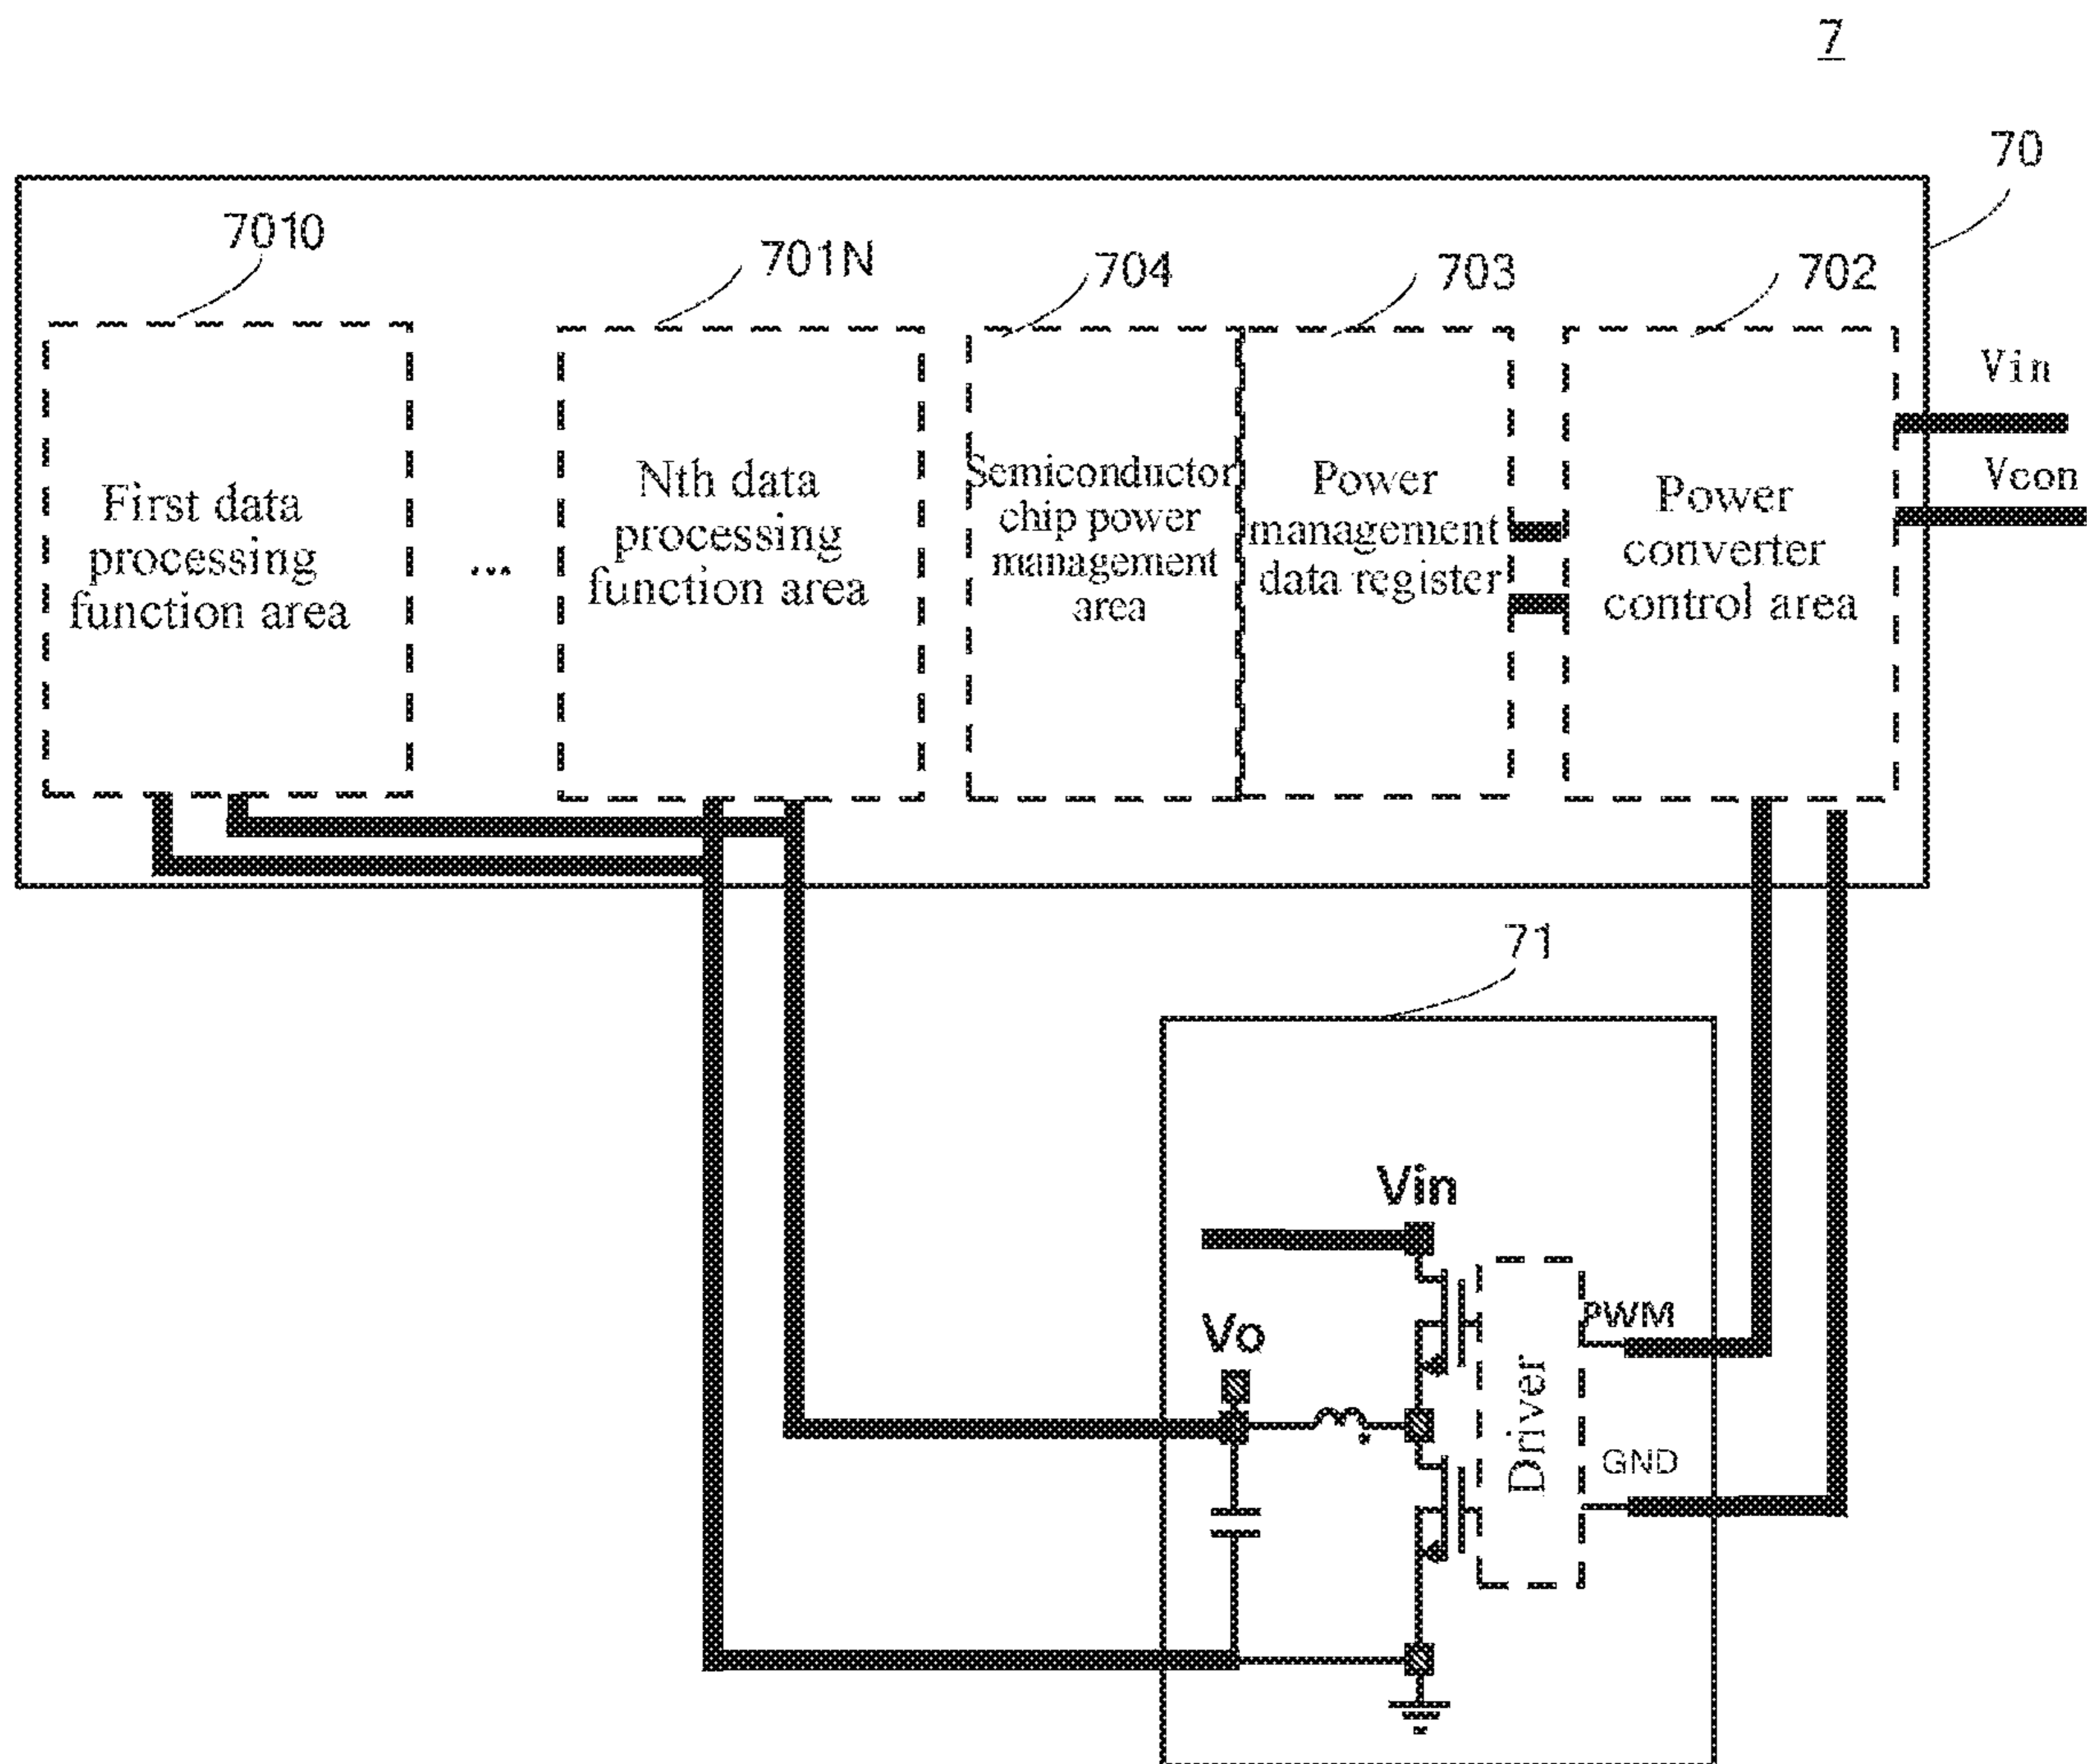 7
70
7010
701N
704
703
702
Vin
Vcon
First data
processing
function area
...
Nth data
processing
function area
Semiconductor
chip power
management
area
Power
management
data register
Power
converter
control area
71
Vin
Vo
PWM
Driver
GND